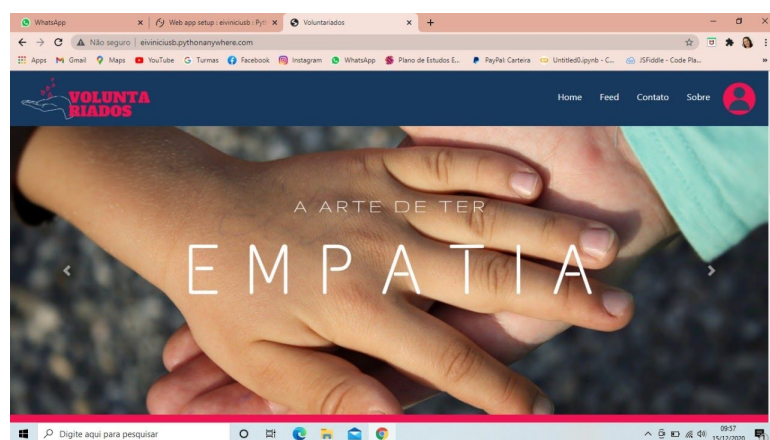 WhatsApp
Web app setup : eiviniciusb : Pyth
Voluntariados
Não seguro | eiviniciusb.pythonanywhere.com
Apps Gmail Maps YouTube Turmas Facebook Instagram WhatsApp Plano de Estudos E... PayPal: Carteira Untitled0.ipynb - C... JSFiddle - Code Pla... »
VOLUNTA
RIADOS
Home Feed Contato Sobre
A ARTE DE TER
EMPATIA
Digite aqui para pesquisar
09:57
15/12/2020